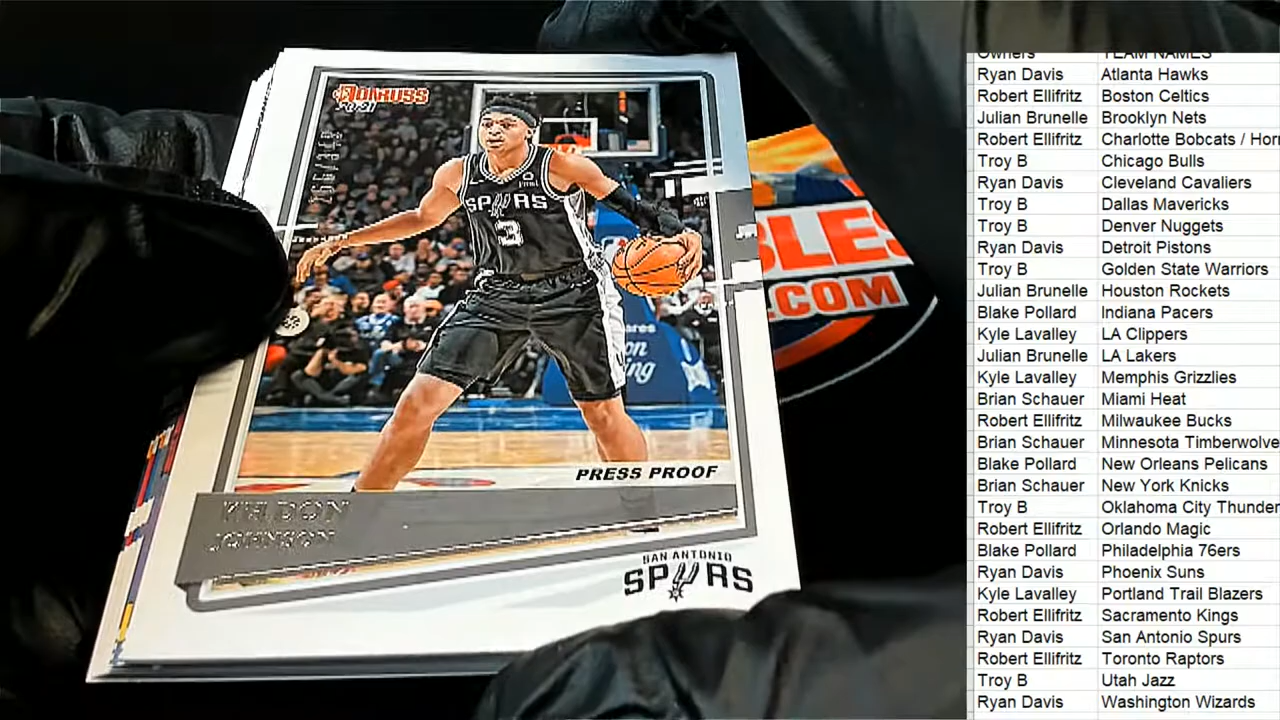 DONRUSS
20-21
SPURS
3
PRESS PROOF
KELDON
JOHNSON
SAN ANTONIO
SPURS
BLES
.COM
Owners TEAM NAMES
Ryan Davis Atlanta Hawks
Robert Ellifritz Boston Celtics
Julian Brunelle Brooklyn Nets
Robert Ellifritz Charlotte Bobcats / Hor
Troy B Chicago Bulls
Ryan Davis Cleveland Cavaliers
Troy B Dallas Mavericks
Troy B Denver Nuggets
Ryan Davis Detroit Pistons
Troy B Golden State Warriors
Julian Brunelle Houston Rockets
Blake Pollard Indiana Pacers
Kyle Lavalley LA Clippers
Julian Brunelle LA Lakers
Kyle Lavalley Memphis Grizzlies
Brian Schauer Miami Heat
Robert Ellifritz Milwaukee Bucks
Brian Schauer Minnesota Timberwolve
Blake Pollard New Orleans Pelicans
Brian Schauer New York Knicks
Troy B Oklahoma City Thunder
Robert Ellifritz Orlando Magic
Blake Pollard Philadelphia 76ers
Ryan Davis Phoenix Suns
Kyle Lavalley Portland Trail Blazers
Robert Ellifritz Sacramento Kings
Ryan Davis San Antonio Spurs
Robert Ellifritz Toronto Raptors
Troy B Utah Jazz
Ryan Davis Washington Wizards